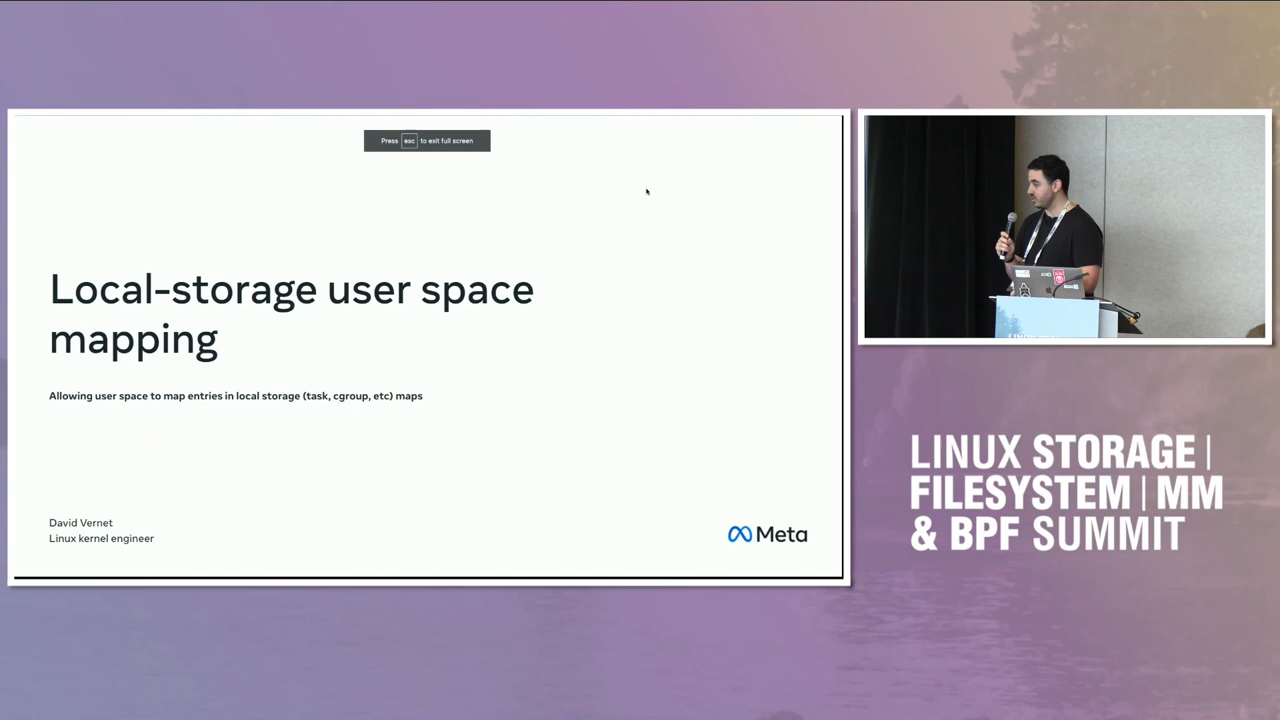 Press esc to exit full screen
Local-storage user space
mapping
Allowing user space to map entries in local storage (task, cgroup, etc) maps
David Vernet
Linux kernel engineer
Meta
LINUX STORAGE |
FILESYSTEM | MM
& BPF SUMMIT